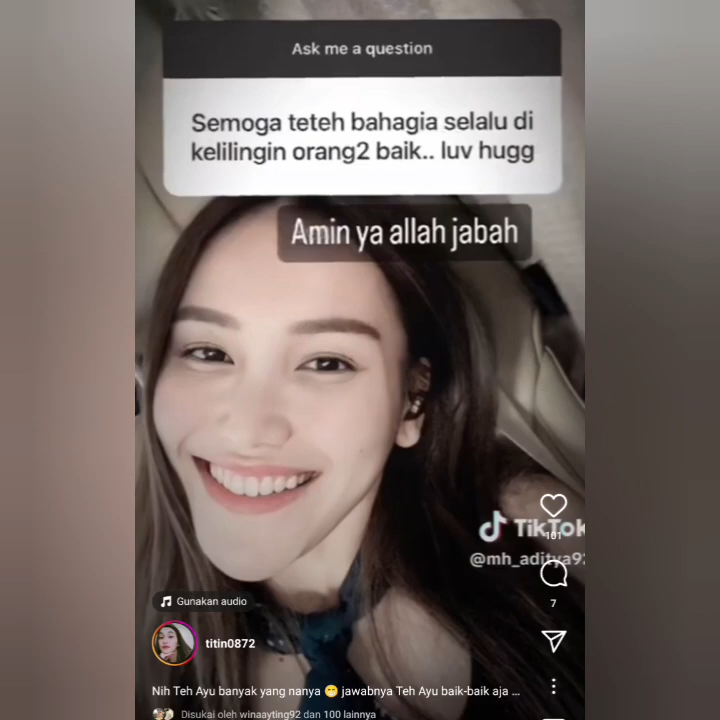 Ask me a question
Semoga teteh bahagia selalu di
kelilingin orang2 baik.. luv hugg
Amin ya allah jabah
TikTok
101
@mh_aditya92
7
Gunakan audio
titin0872
Nih Teh Ayu banyak yang nanya 😁 jawabnya Teh Ayu baik-baik aja ...
Disukai oleh winaayting92 dan 100 lainnya